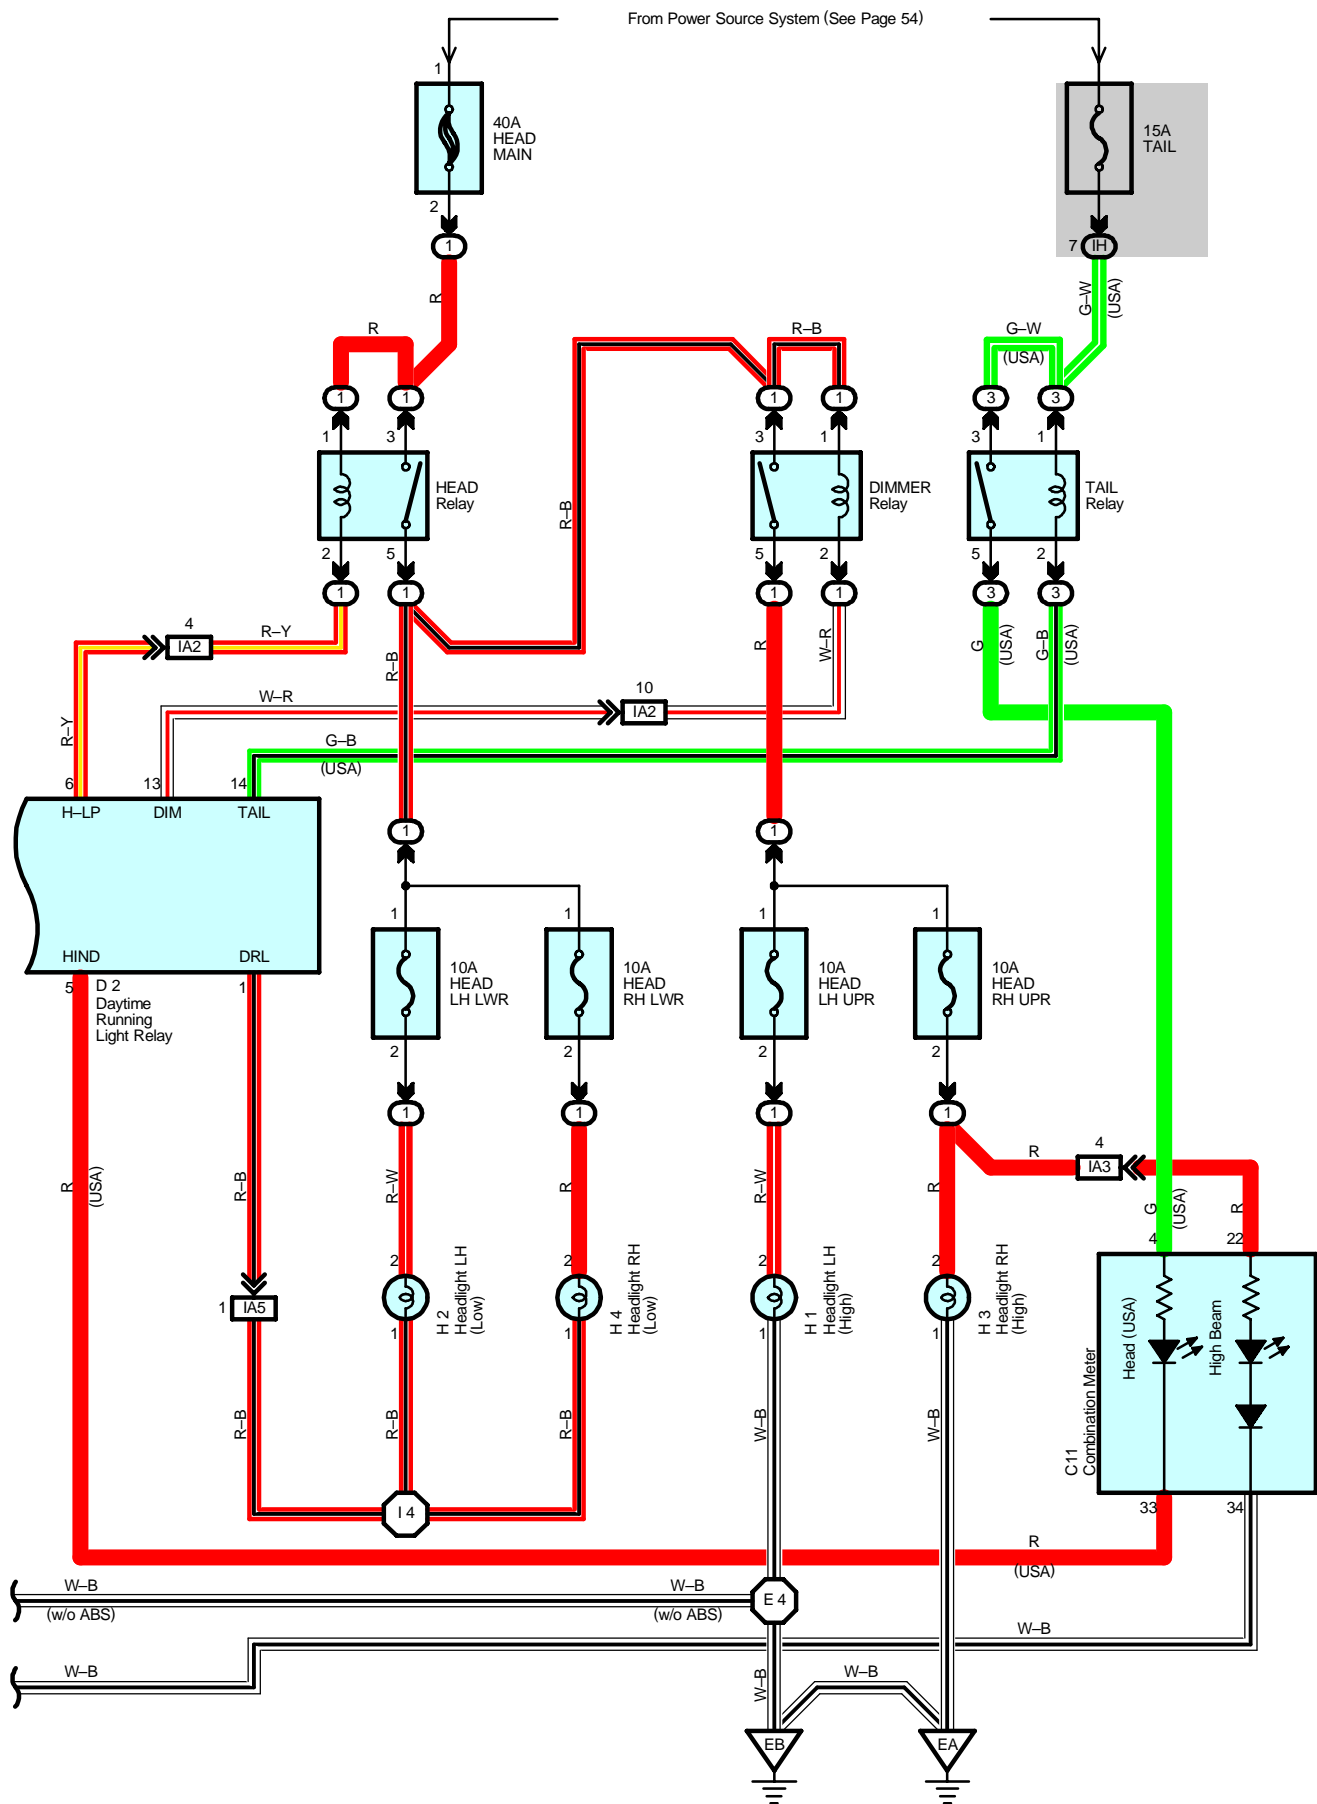 From Power Source System (See Page 54)
1
40A
HEAD
MAIN
15A
TAIL
2
1
7
IH
R
G–W
(USA)
R
R–B
G–W
(USA)
1
1
1
1
3
3
1
3
3
1
3
1
HEAD
Relay
DIMMER
Relay
TAIL
Relay
R–B
2
5
5
2
5
2
1
1
1
1
3
3
4
IA2
R–Y
R–B
R
W–R
G
(USA)
G–B
(USA)
W–R
10
IA2
R–Y
G–B
(USA)
6
13
14
H–LP
DIM
TAIL
1
1
1
1
1
1
HIND
DRL
10A
HEAD
LH LWR
10A
HEAD
RH LWR
10A
HEAD
LH UPR
10A
HEAD
RH UPR
5
D 2
Daytime
Running
Light Relay
1
2
2
2
2
1
1
1
1
R
4
IA3
R
(USA)
R–B
R–W
R
R–W
R
G
(USA)
R
4
22
2
2
2
2
1
IA5
H 2
Headlight LH
(Low)
H 4
Headlight RH
(Low)
H 1
Headlight LH
(High)
H 3
Headlight RH
(High)
1
1
1
1
Head (USA)
High Beam
C11
Combination Meter
R–B
R–B
R–B
W–B
W–B
I 4
33
34
R
(USA)
W–B
(w/o ABS)
W–B
(w/o ABS)
E 4
W–B
W–B
W–B
W–B
EB
EA